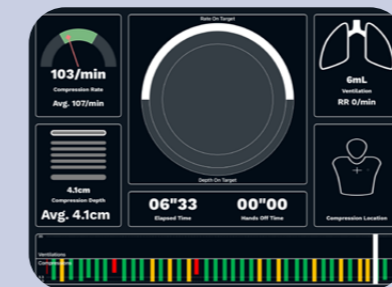 103/min
Compression Rate
Avg. 107/min
Rate On Target
Depth On Target
6mL
Ventilation
RR 0/min
4.1cm
Compression Depth
Avg. 4.1cm
06"33
Elapsed Time
00"00
Hands Off Time
Compression Location
Ventilations
Compressions